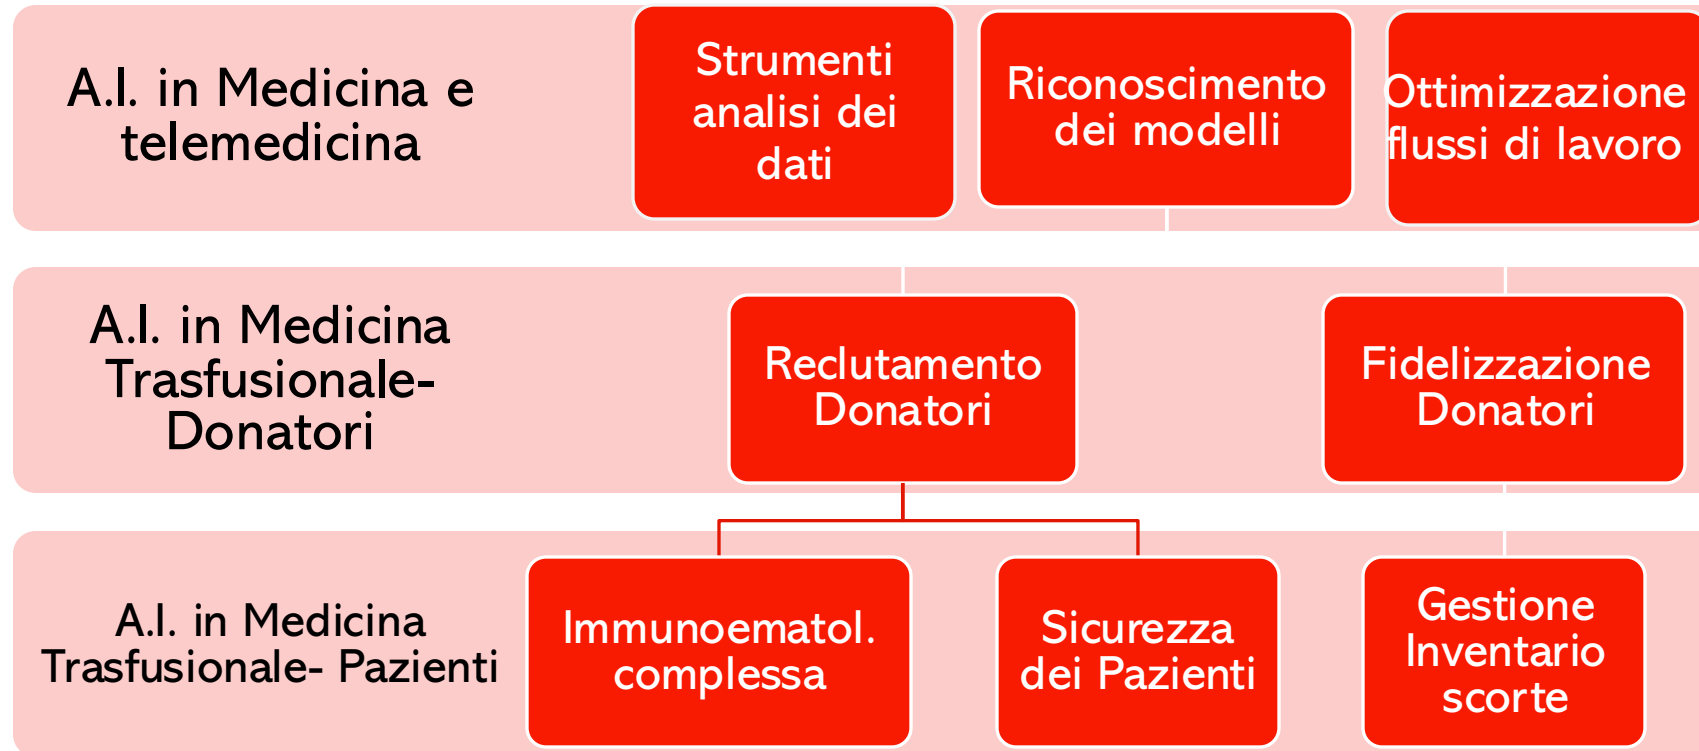 A.I. in Medicina e
telemedicina
Strumenti
analisi dei
dati
Riconoscimento
dei modelli
Ottimizzazione
flussi di lavoro
A.I. in Medicina
Trasfusionale-
Donatori
Reclutamento
Donatori
Fidelizzazione
Donatori
A.I. in Medicina
Trasfusionale- Pazienti
Immunoematol.
complessa
Sicurezza
dei Pazienti
Gestione
Inventario
scorte